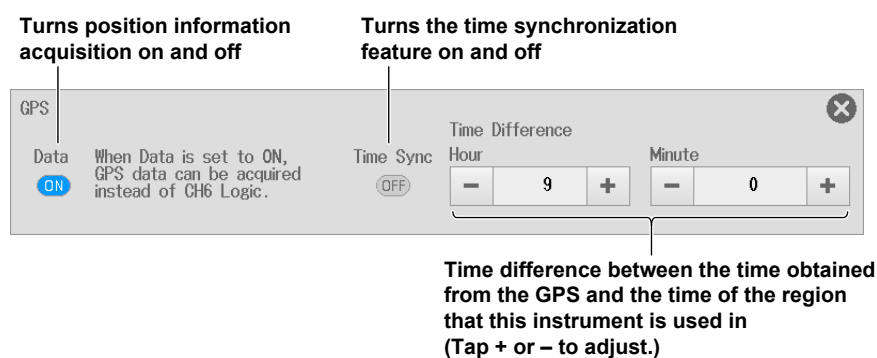 Turns position information
acquisition on and off
Turns the time synchronization
feature on and off
GPS
Time Difference
Data
When Data is set to ON,
GPS data can be acquired
instead of CH6 Logic.
Time Sync
Hour
Minute
ON
OFF
− 9 +
− 0 +
Time difference between the time obtained
from the GPS and the time of the region
that this instrument is used in
(Tap + or – to adjust.)